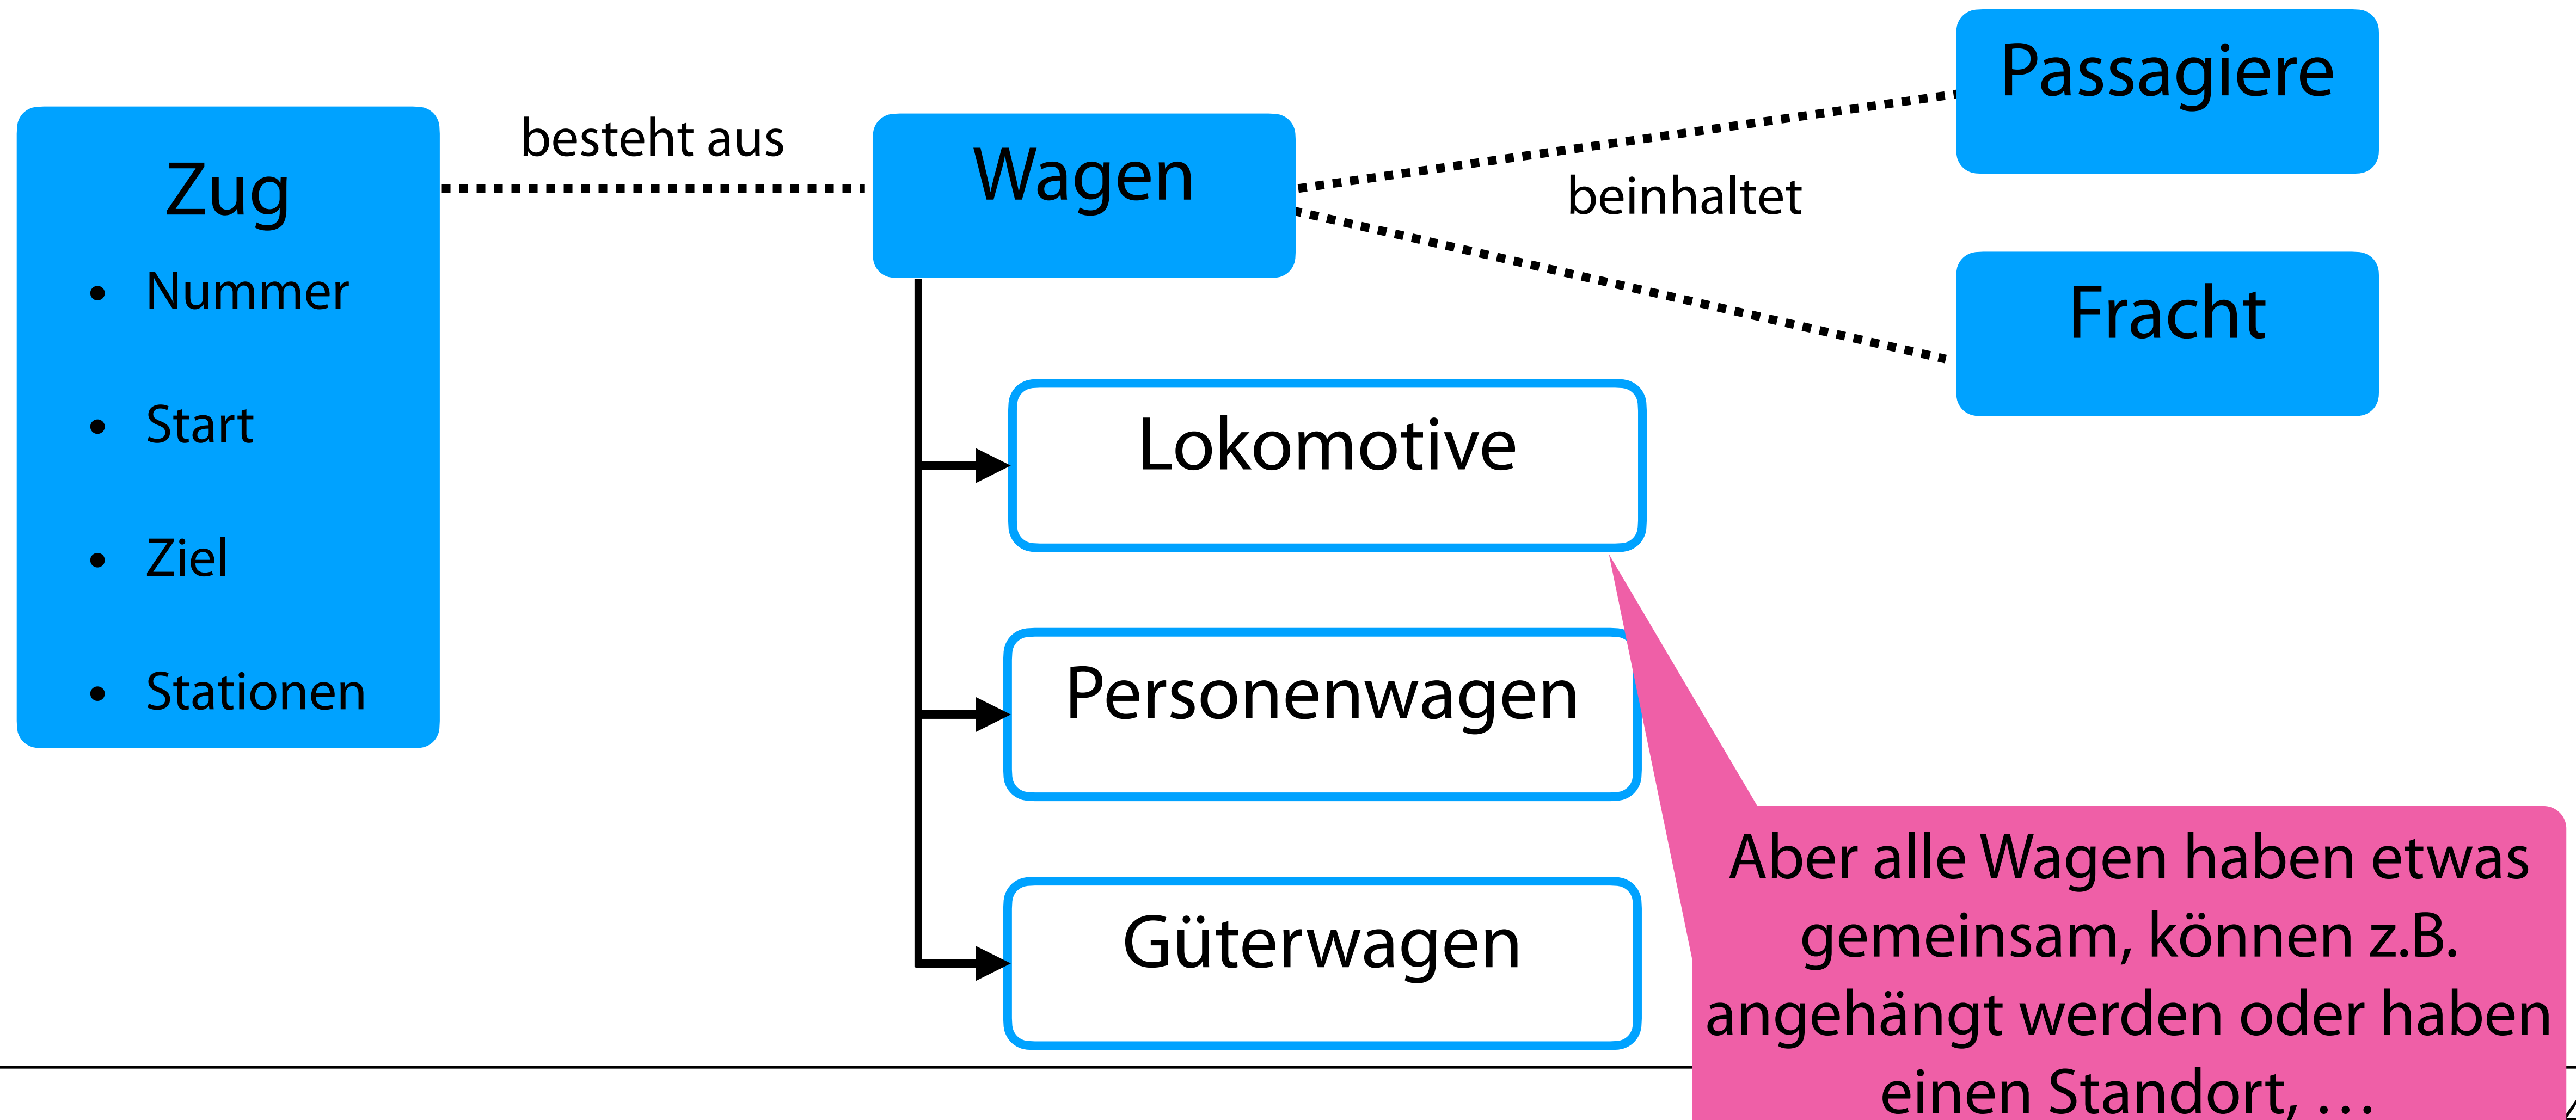 Zug
• Nummer
• Start
• Ziel
• Stationen
besteht aus
Wagen
beinhaltet
Passagiere
Fracht
Lokomotive
Personenwagen
Güterwagen
Aber alle Wagen haben etwas
gemeinsam, können z.B.
angehängt werden oder haben
einen Standort, …